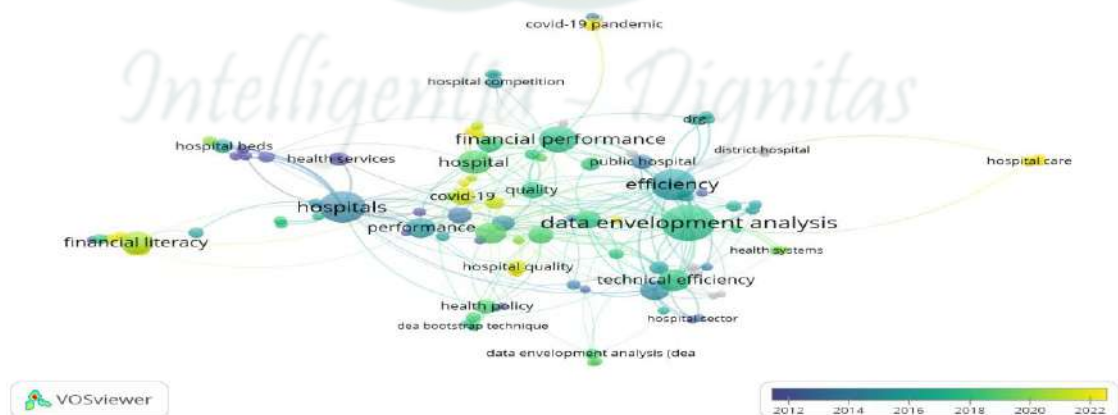 covid-19 pandemic
Intelligentia - Dignitas
hospital competition
drg
financial performance
hospital beds
health services
hospital
public hospital
district hospital
hospital care
efficiency
quality
covid-19
hospitals
data envelopment analysis
performance
financial literacy
health systems
hospital quality
technical efficiency
health policy
hospital sector
dea bootstrap technique
data envelopment analysis (dea
VOSviewer
2012 2014 2016 2018 2020 2022